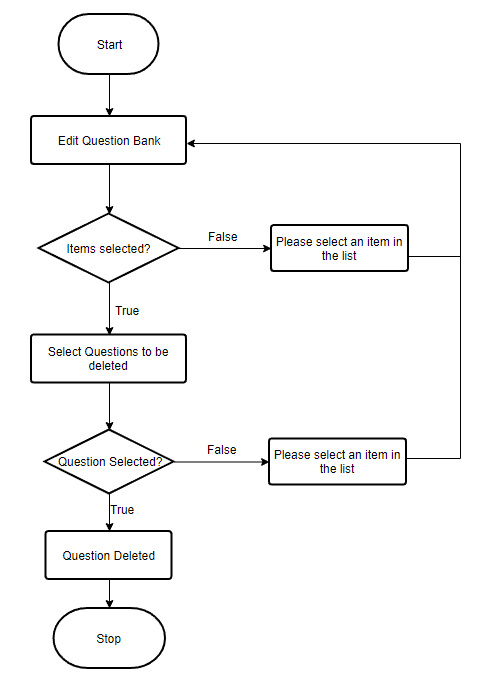 Start
Edit Question Bank
Items selected?
False
Please select an item in
the list
True
Select Questions to be
deleted
Question Selected?
False
Please select an item in
the list
True
Question Deleted
Stop